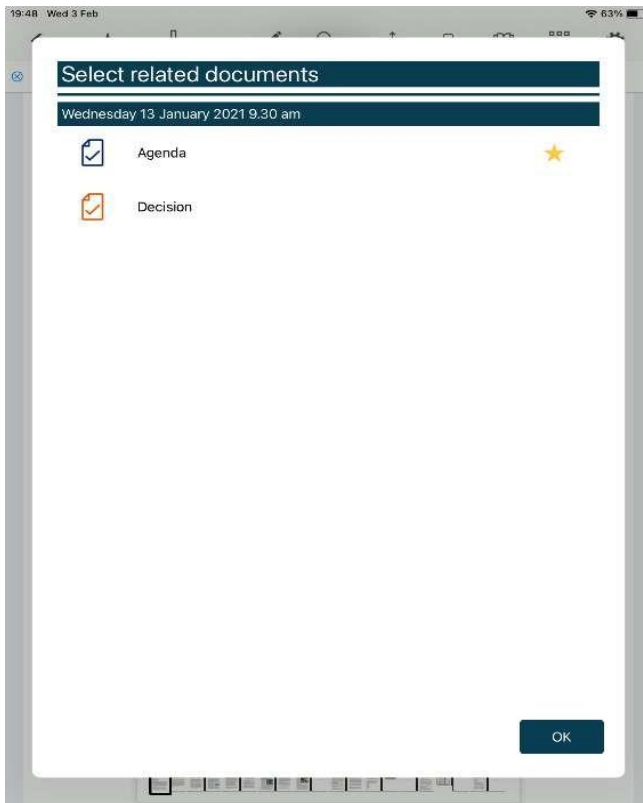 19:48 Wed 3 Feb 63%
Select related documents
Wednesday 13 January 2021 9.30 am
Agenda
Decision
OK